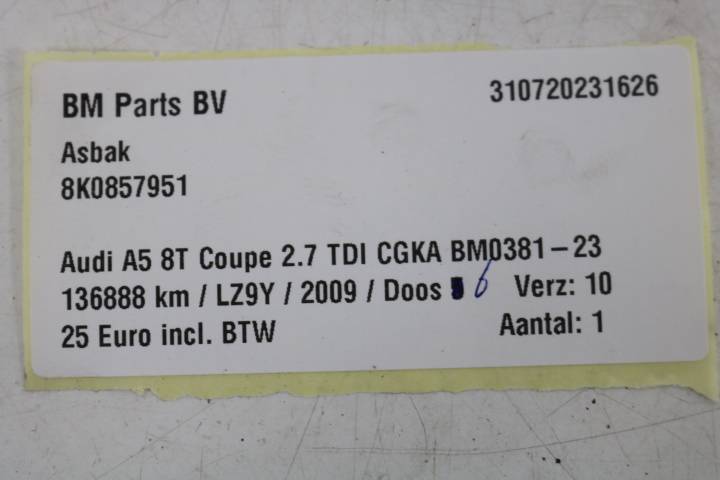 BM Parts BV 310720231626
Asbak
8K0857951
Audi A5 8T Coupe 2.7 TDI CGKA BM0381-23
136888 km / LZ9Y / 2009 / Doos 6 Verz: 10
25 Euro incl. BTW Aantal: 1